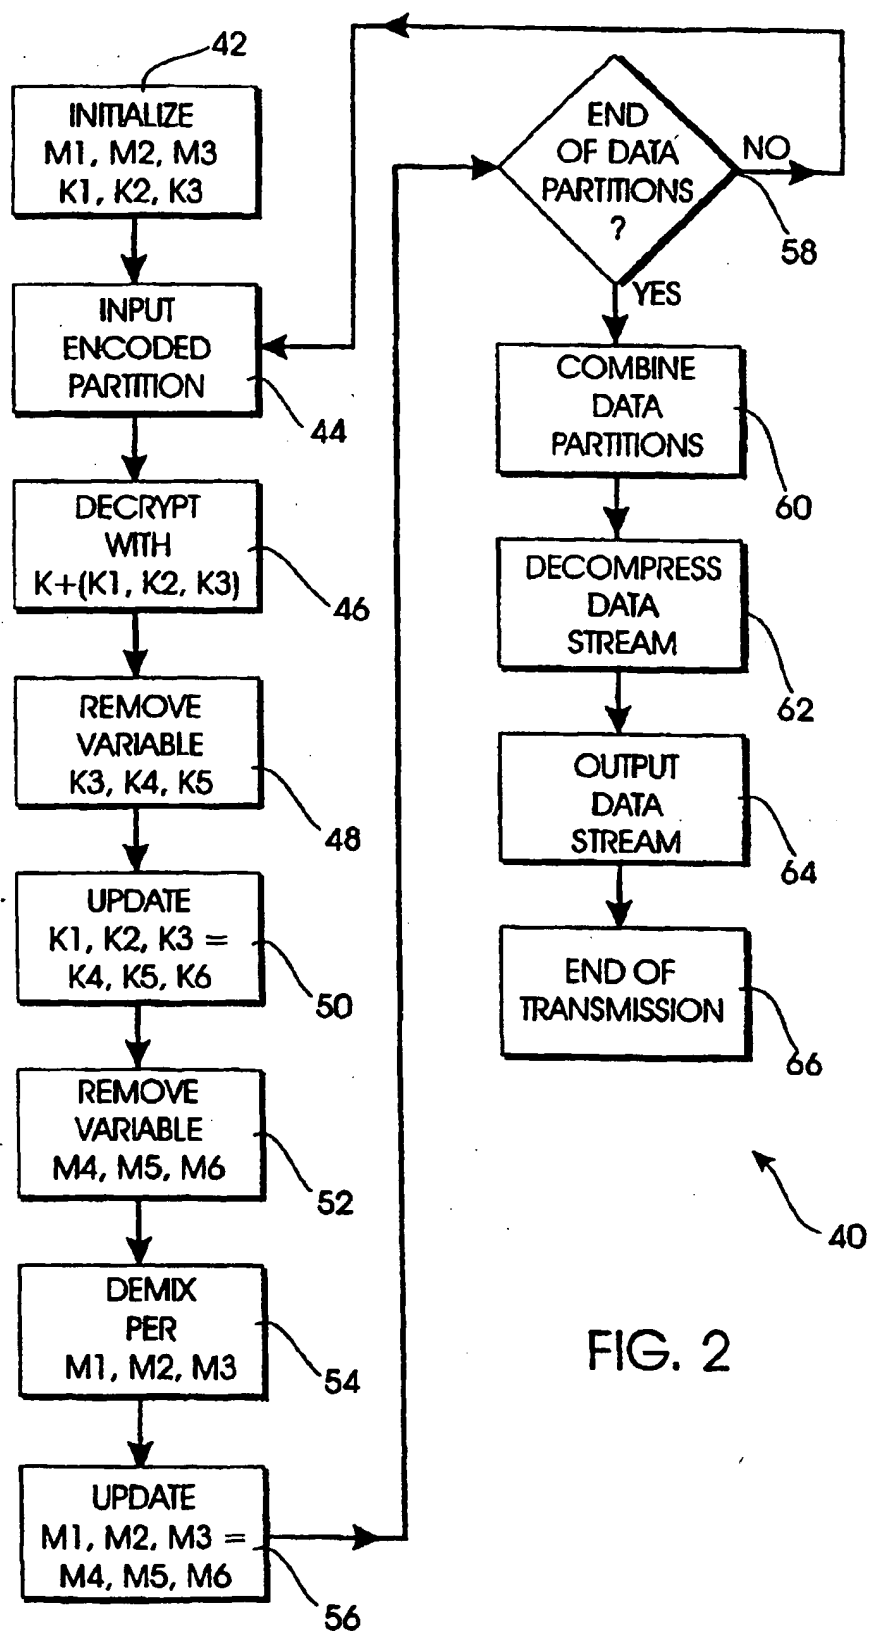 42
INITIALIZE
M1, M2, M3
K1, K2, K3
INPUT
ENCODED
PARTITION
44
DECRYPT
WITH
K+(K1, K2, K3)
46
REMOVE
VARIABLE
K3, K4, K5
48
UPDATE
K1, K2, K3 =
K4, K5, K6
50
REMOVE
VARIABLE
M4, M5, M6
52
DEMIX
PER
M1, M2, M3
54
UPDATE
M1, M2, M3 =
M4, M5, M6
56
END
OF DATA
PARTITIONS
?
NO
58
YES
COMBINE
DATA
PARTITIONS
60
DECOMPRESS
DATA
STREAM
62
OUTPUT
DATA
STREAM
64
END OF
TRANSMISSION
66
40
FIG. 2